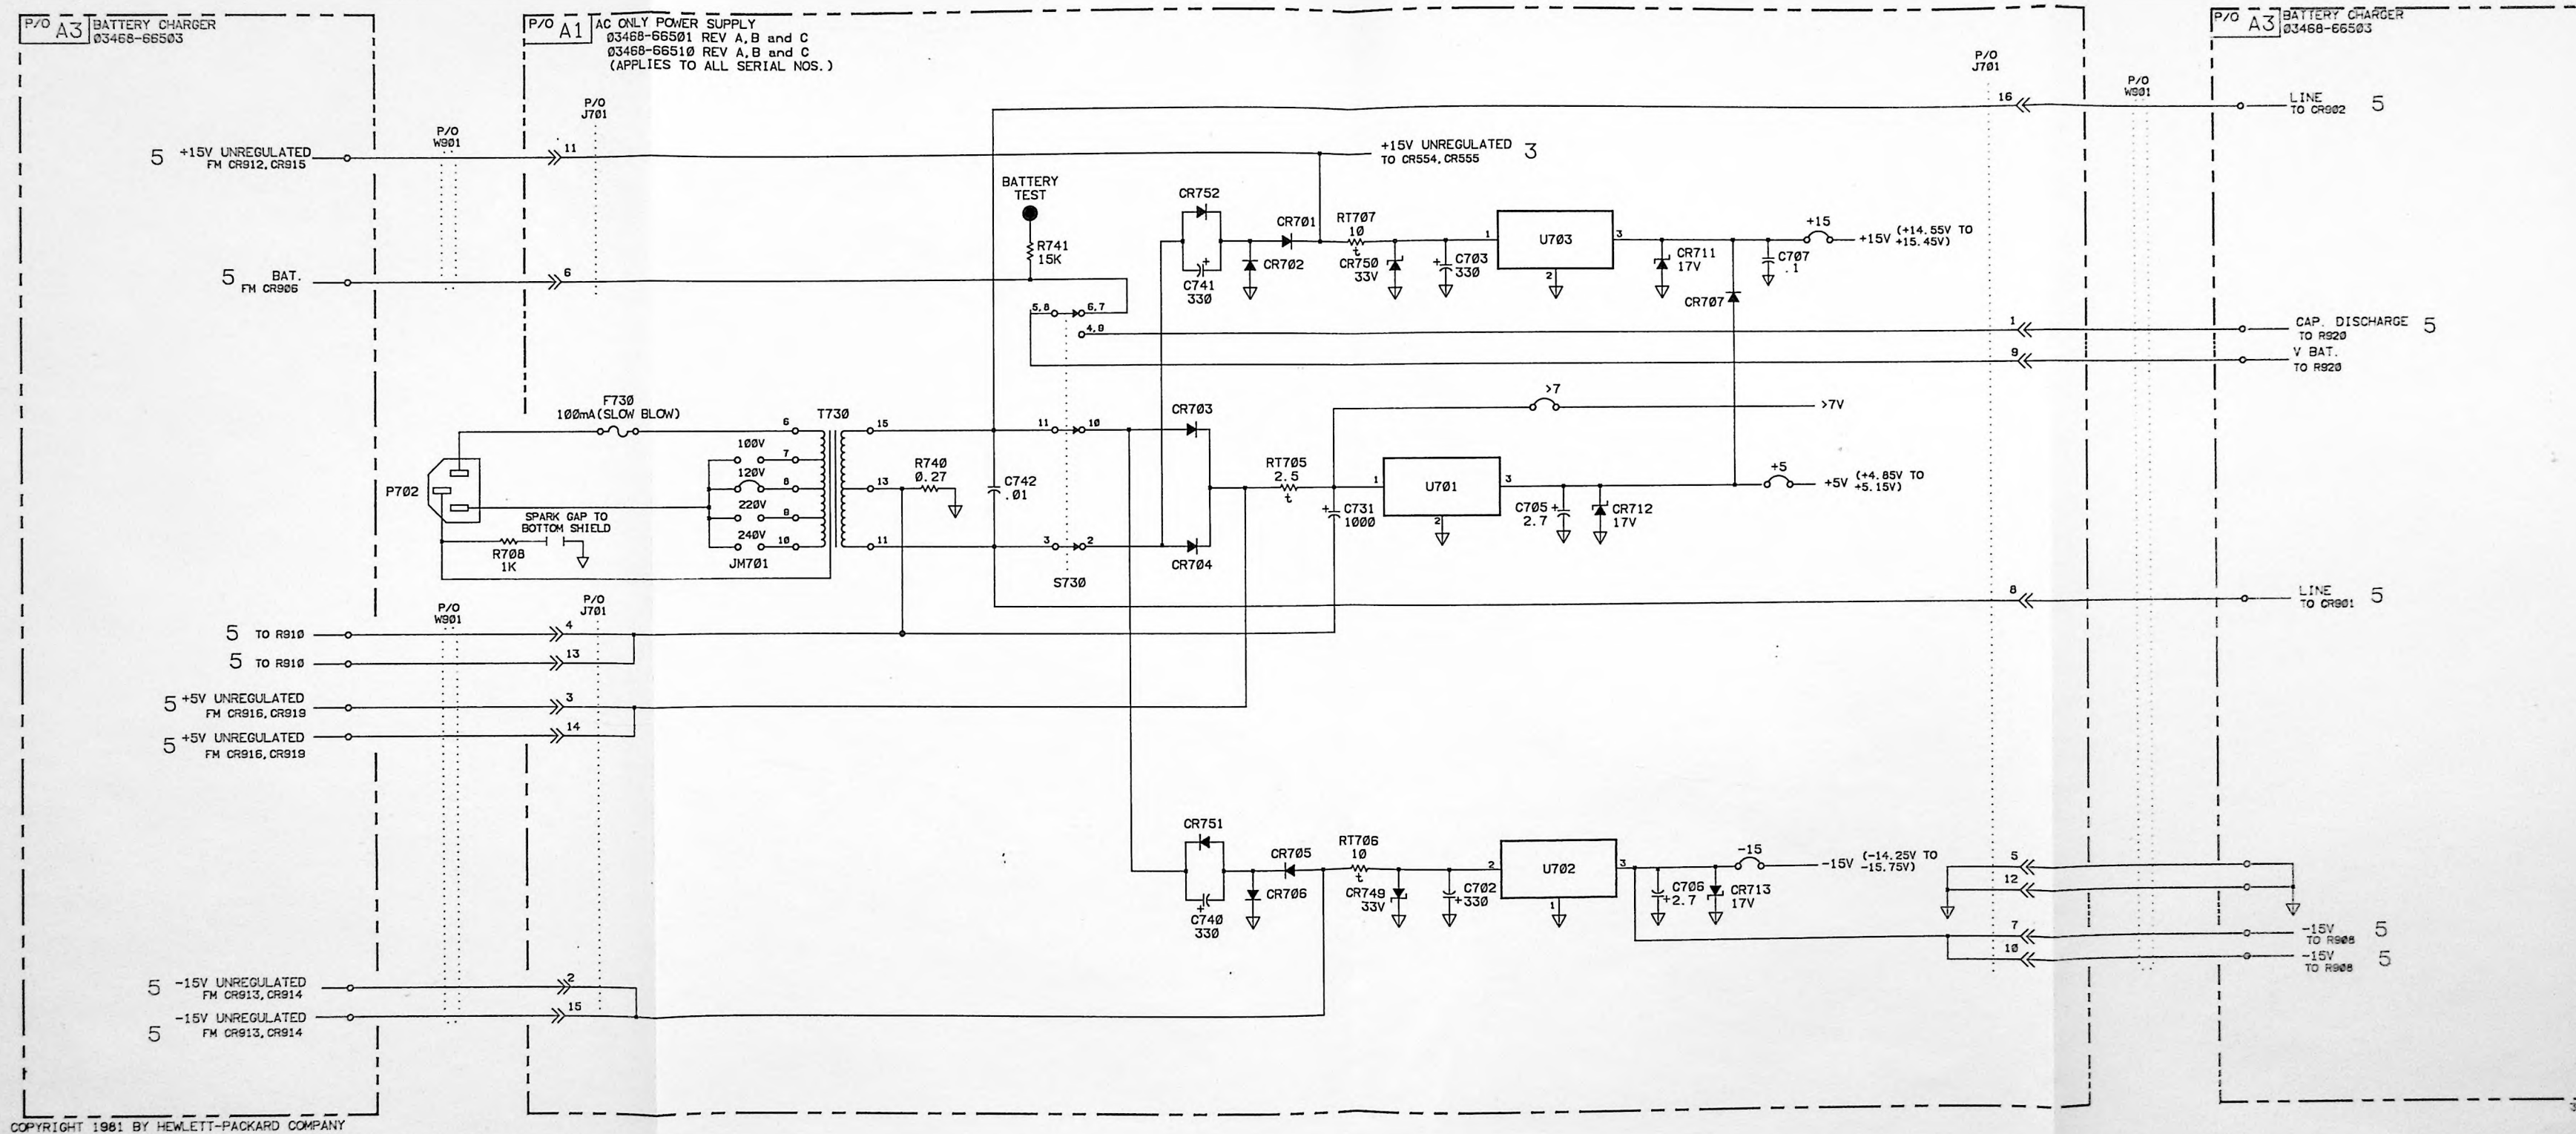 P/O A3 BATTERY CHARGER
03468-66503
P/O A1 AC ONLY POWER SUPPLY
03468-66501 REV A,B and C
03468-66510 REV A,B and C
(APPLIES TO ALL SERIAL NOS.)
P/O A3 BATTERY CHARGER
03468-66503
P/O
J701
P/O
W901
16
LINE
TO CR902
5
P/O
J701
P/O
W901
5
+15V UNREGULATED
FM CR912,CR915
11
+15V UNREGULATED
TO CR554,CR555
3
BATTERY
TEST
R741
15K
5
BAT.
FM CR906
6
CR752
C741
330
+
CR701
CR702
RT707
10
t
CR750
33V
+
C703
330
1
U703
3
2
CR711
17V
C707
.1
+15
+15V (+14.55V TO
+15.45V)
CR707
5,8
6,7
4,9
1
CAP. DISCHARGE
TO R920
5
9
V BAT.
TO R920
F730
100mA(SLOW BLOW)
P702
SPARK GAP TO
BOTTOM SHIELD
R708
1K
6
100V
7
120V
8
220V
9
240V
10
JM701
T730
15
13
11
R740
0.27
C742
.01
11
10
3
2
S730
CR703
CR704
RT705
2.5
t
>7
>7V
+
C731
1000
1
U701
3
2
C705
2.7
+
CR712
17V
+5
+5V (+4.85V TO
+5.15V)
8
LINE
TO CR901
5
P/O
W901
P/O
J701
5
TO R910
4
5
TO R910
13
5
+5V UNREGULATED
FM CR916,CR919
3
5
+5V UNREGULATED
FM CR916,CR919
14
CR751
+
C740
330
CR705
CR706
RT706
10
t
CR749
33V
C702
+330
2
U702
3
1
C706
+2.7
CR713
17V
-15
-15V (-14.25V TO
-15.75V)
5
12
7
-15V
TO R908
5
10
-15V
TO R908
5
5
-15V UNREGULATED
FM CR913,CR914
2
5
-15V UNREGULATED
FM CR913,CR914
15
COPYRIGHT 1981 BY HEWLETT-PACKARD COMPANY